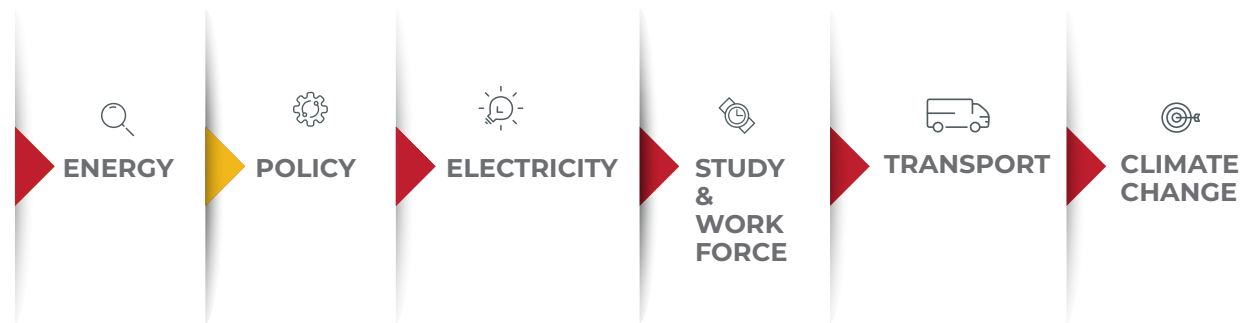 ENERGY
POLICY
ELECTRICITY
STUDY
&
WORK
FORCE
TRANSPORT
CLIMATE
CHANGE